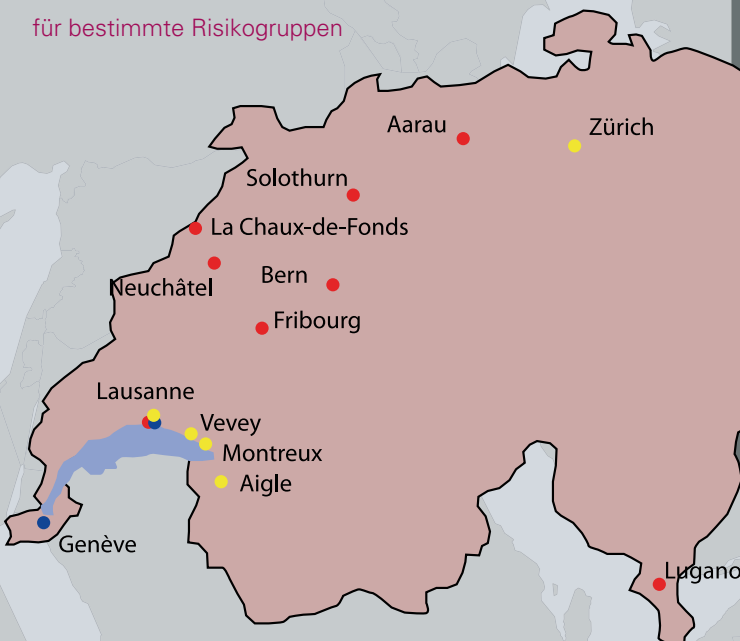 für bestimmte Risikogruppen
Aarau
Zürich
Solothurn
La Chaux-de-Fonds
Neuchâtel
Bern
Fribourg
Lausanne
Vevey
Montreux
Aigle
Genève
Lugano